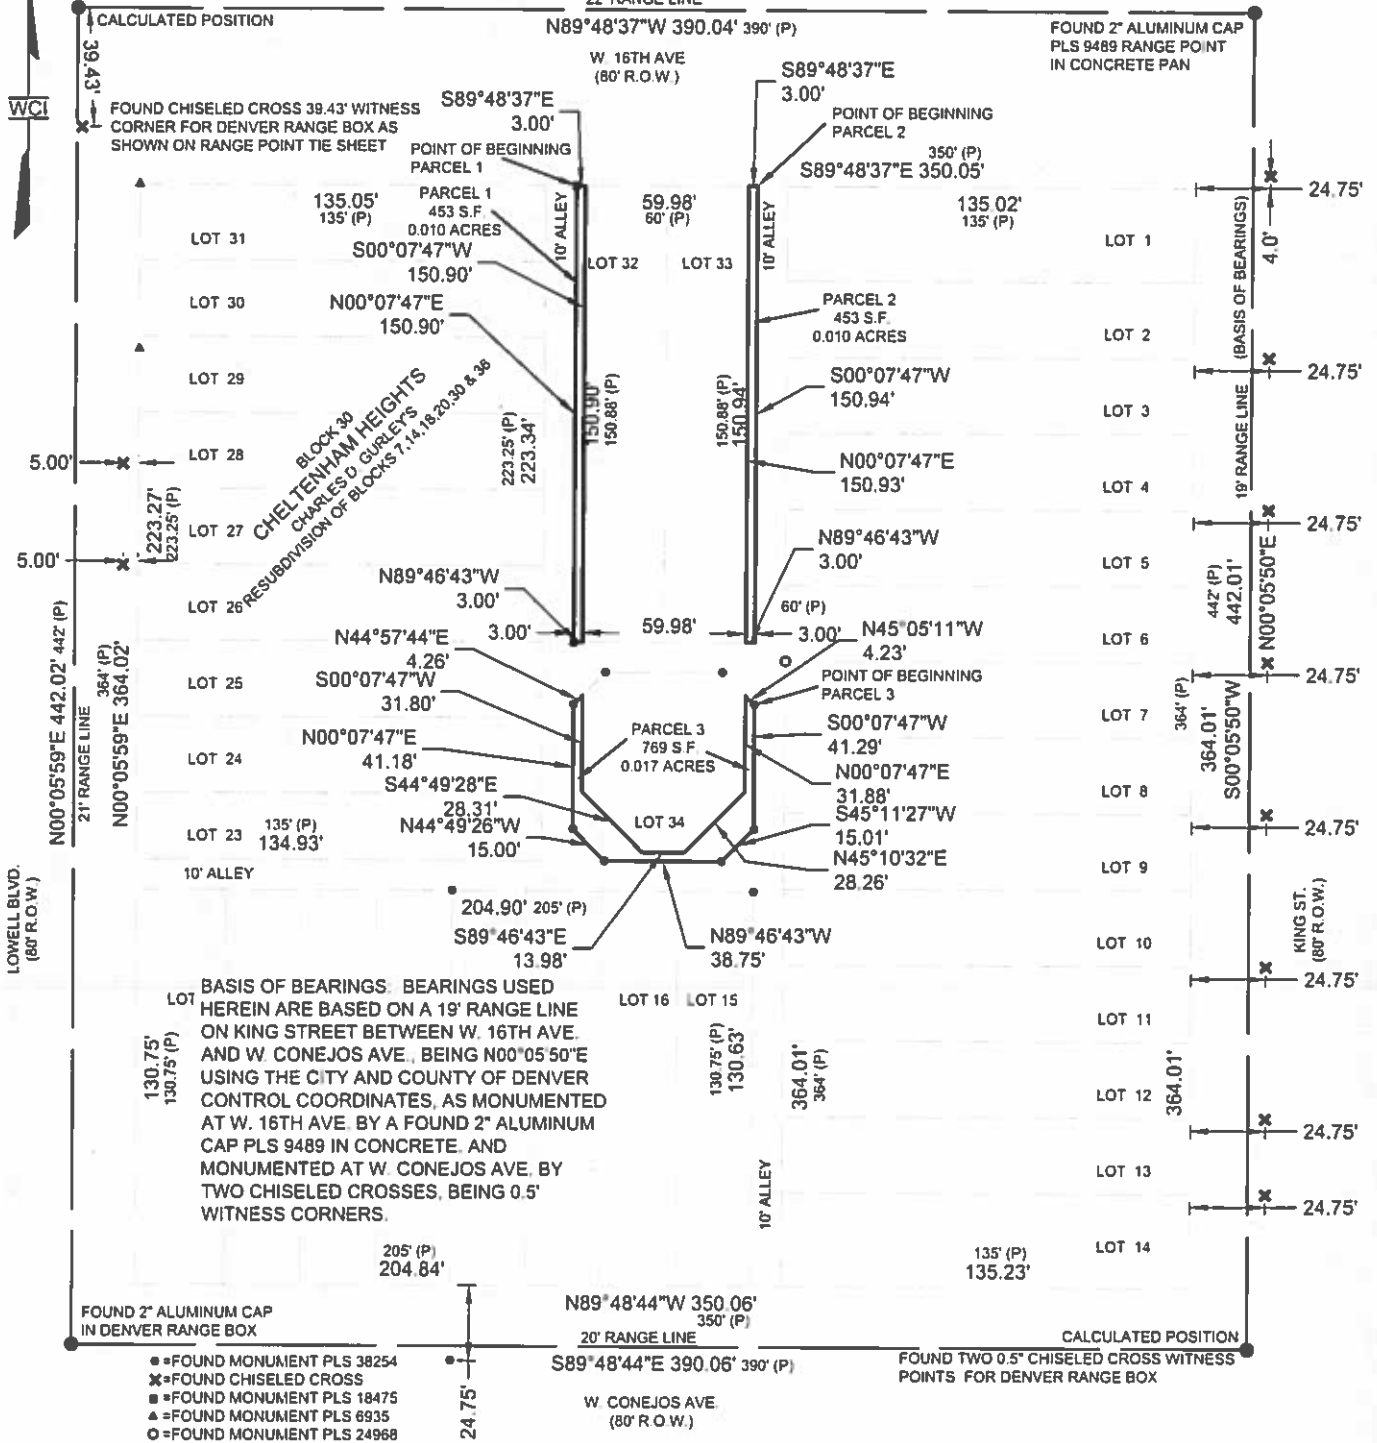 22' RANGE LINE
CALCULATED POSITION
N89°48'37"W 390.04' 390' (P)
FOUND 2" ALUMINUM CAP
PLS 9489 RANGE POINT
IN CONCRETE PAN
W. 16TH AVE
(80' R.O.W.)
39.43'
WCI
FOUND CHISELED CROSS 39.43' WITNESS
CORNER FOR DENVER RANGE BOX AS
SHOWN ON RANGE POINT TIE SHEET
S89°48'37"E
3.00'
S89°48'37"E
3.00'
POINT OF BEGINNING
PARCEL 1
POINT OF BEGINNING
PARCEL 2
350' (P)
S89°48'37"E 350.05'
135.05'
135' (P)
PARCEL 1
453 S.F.
0.010 ACRES
10' ALLEY
59.98'
60' (P)
10' ALLEY
135.02'
135' (P)
24.75'
4.0'
(BASIS OF BEARINGS)
LOT 31
S00°07'47"W
150.90'
LOT 32
LOT 33
LOT 1
LOT 30
N00°07'47"E
150.90'
PARCEL 2
453 S.F.
0.010 ACRES
LOT 2
LOT 29
S00°07'47"W
150.94'
24.75'
LOT 3
19' RANGE LINE
BLOCK 30
CHELTENHAM HEIGHTS
CHARLES D. GURLEY'S
RESUBDIVISION OF BLOCKS 7,14,18,20,30 & 36
223.25' (P)
223.34'
150.90'
150.88' (P)
150.88' (P)
150.94'
5.00'
LOT 28
N00°07'47"E
150.93'
LOT 4
223.27'
223.25' (P)
LOT 27
24.75'
5.00'
N89°46'43"W
3.00'
LOT 5
442' (P)
442.01'
N00°05'50"E
LOT 26
N89°46'43"W
3.00'
3.00'
59.98'
60' (P)
3.00'
LOT 6
N00°05'59"E 442.02' 442' (P)
21' RANGE LINE
364' (P)
N00°05'59"E 364.02'
N44°57'44"E
4.26'
N45°05'11"W
4.23'
24.75'
LOT 25
S00°07'47"W
31.80'
POINT OF BEGINNING
PARCEL 3
LOT 7
364' (P)
364.01'
S00°05'50"W
N00°07'47"E
41.18'
PARCEL 3
769 S.F.
0.017 ACRES
S00°07'47"W
41.29'
LOT 24
N00°07'47"E
31.88'
LOT 8
S44°49'28"E
28.31'
LOT 34
S45°11'27"W
15.01'
24.75'
LOT 23
135' (P)
134.93'
N44°49'26"W
15.00'
N45°10'32"E
28.26'
LOT 9
10' ALLEY
LOWELL BLVD.
(80' R.O.W.)
204.90' 205' (P)
KING ST.
(80' R.O.W.)
S89°46'43"E
13.98'
N89°46'43"W
38.75'
LOT 10
24.75'
LOT
LOT 16
LOT 15
BASIS OF BEARINGS: BEARINGS USED
HEREIN ARE BASED ON A 19' RANGE LINE
ON KING STREET BETWEEN W. 16TH AVE.
AND W. CONEJOS AVE., BEING N00°05'50"E
USING THE CITY AND COUNTY OF DENVER
CONTROL COORDINATES, AS MONUMENTED
AT W. 16TH AVE. BY A FOUND 2" ALUMINUM
CAP PLS 9489 IN CONCRETE. AND
MONUMENTED AT W. CONEJOS AVE. BY
TWO CHISELED CROSSES, BEING 0.5'
WITNESS CORNERS.
LOT 11
130.75'
130.75' (P)
130.75' (P)
130.63'
364.01'
364' (P)
LOT 12
364.01'
24.75'
LOT 13
10' ALLEY
24.75'
LOT 14
205' (P)
204.84'
135' (P)
135.23'
N89°48'44"W 350.06'
350' (P)
FOUND 2" ALUMINUM CAP
IN DENVER RANGE BOX
20' RANGE LINE
CALCULATED POSITION
S89°48'44"E 390.06' 390' (P)
FOUND TWO 0.5" CHISELED CROSS WITNESS
POINTS FOR DENVER RANGE BOX
=FOUND MONUMENT PLS 38254
=FOUND CHISELED CROSS
=FOUND MONUMENT PLS 18475
=FOUND MONUMENT PLS 6935
=FOUND MONUMENT PLS 24968
24.75'
W. CONEJOS AVE.
(80' R.O.W.)